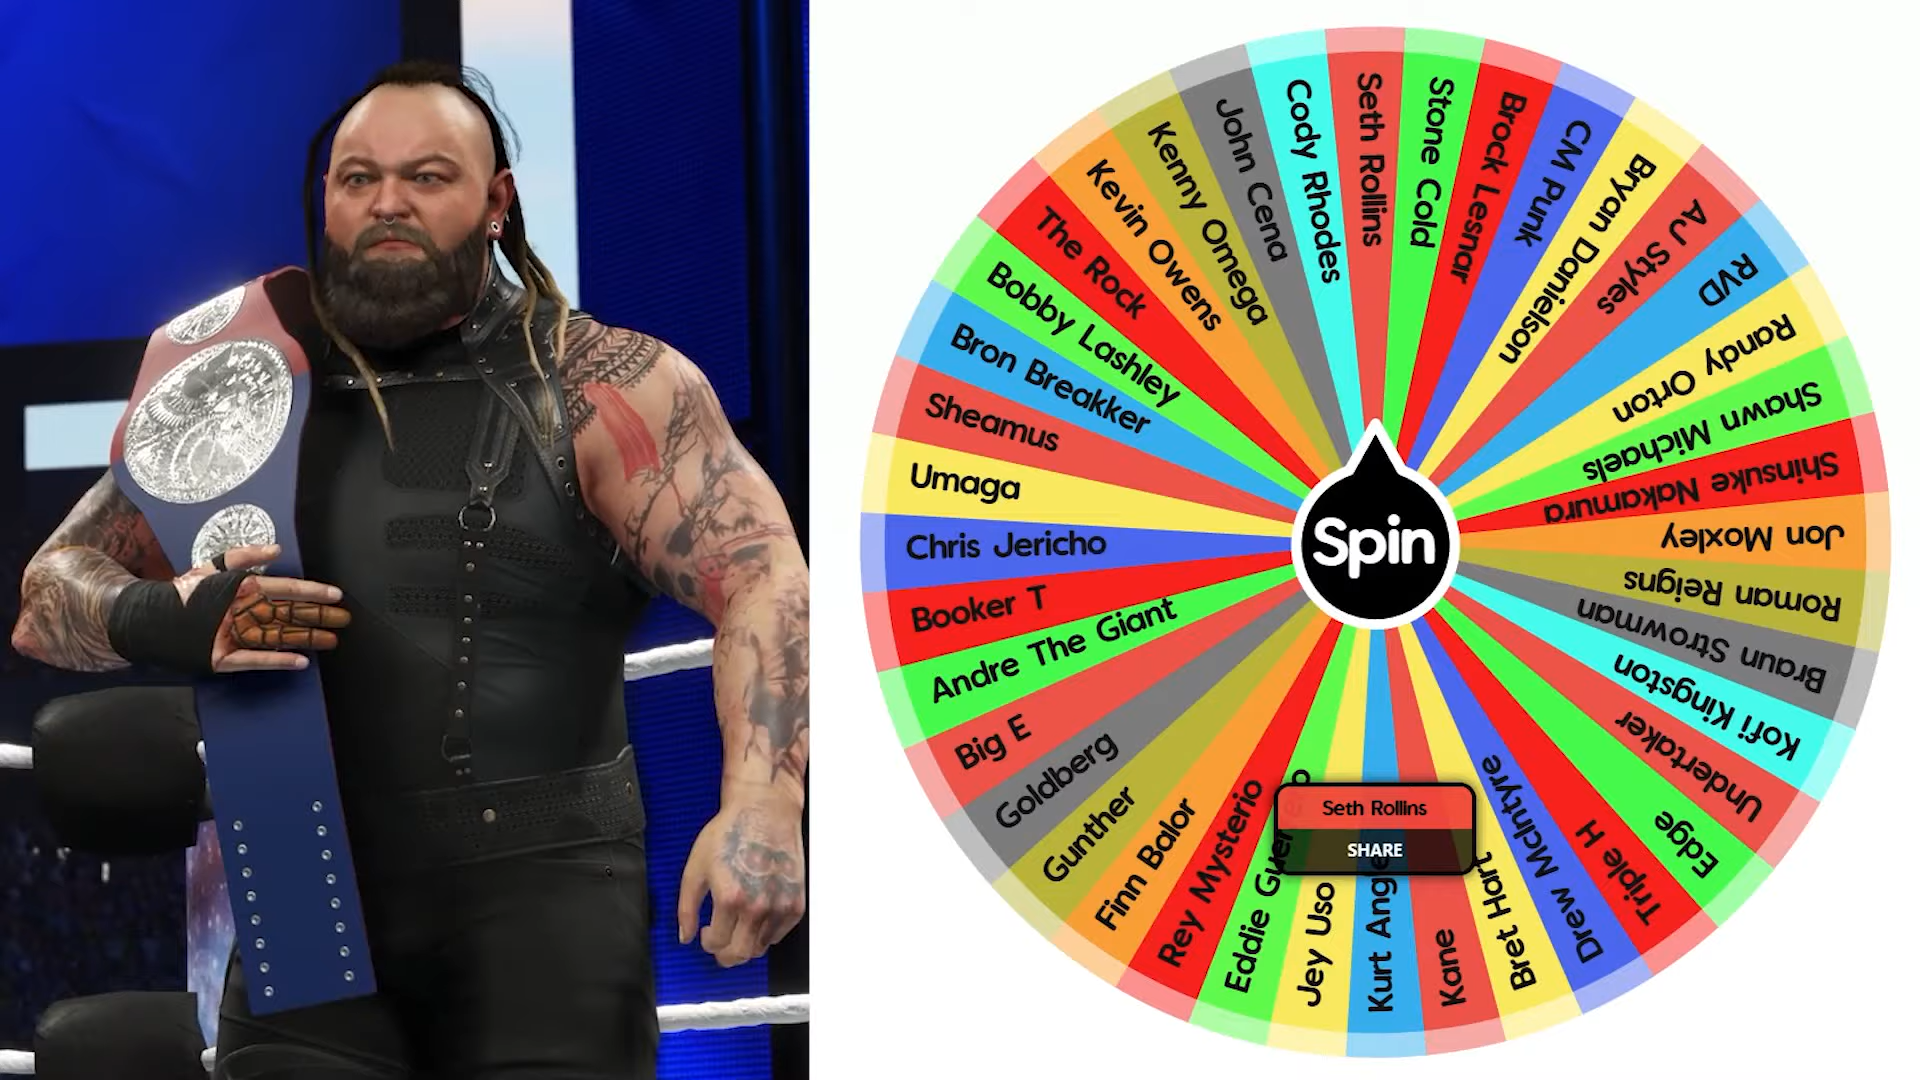 Seth Rollins
Stone Cold
Brock Lesnar
CM Punk
Bryan Danielson
AJ Styles
RVD
Randy Orton
Shawn Michaels
Shinsuke Nakamura
Jon Moxley
Roman Reigns
Braun Strowman
Kofi Kingston
Undertaker
Edge
Triple H
Drew McIntyre
Bret Hart
Kane
Kurt Angle
Jey Uso
Eddie Gue o
Rey Mysterio
Finn Balor
Gunther
Goldberg
Big E
Andre The Giant
Booker T
Chris Jericho
Umaga
Sheamus
Bron Breakker
Bobby Lashley
The Rock
Kevin Owens
Kenny Omega
John Cena
Cody Rhodes
Spin
Seth Rollins
SHARE